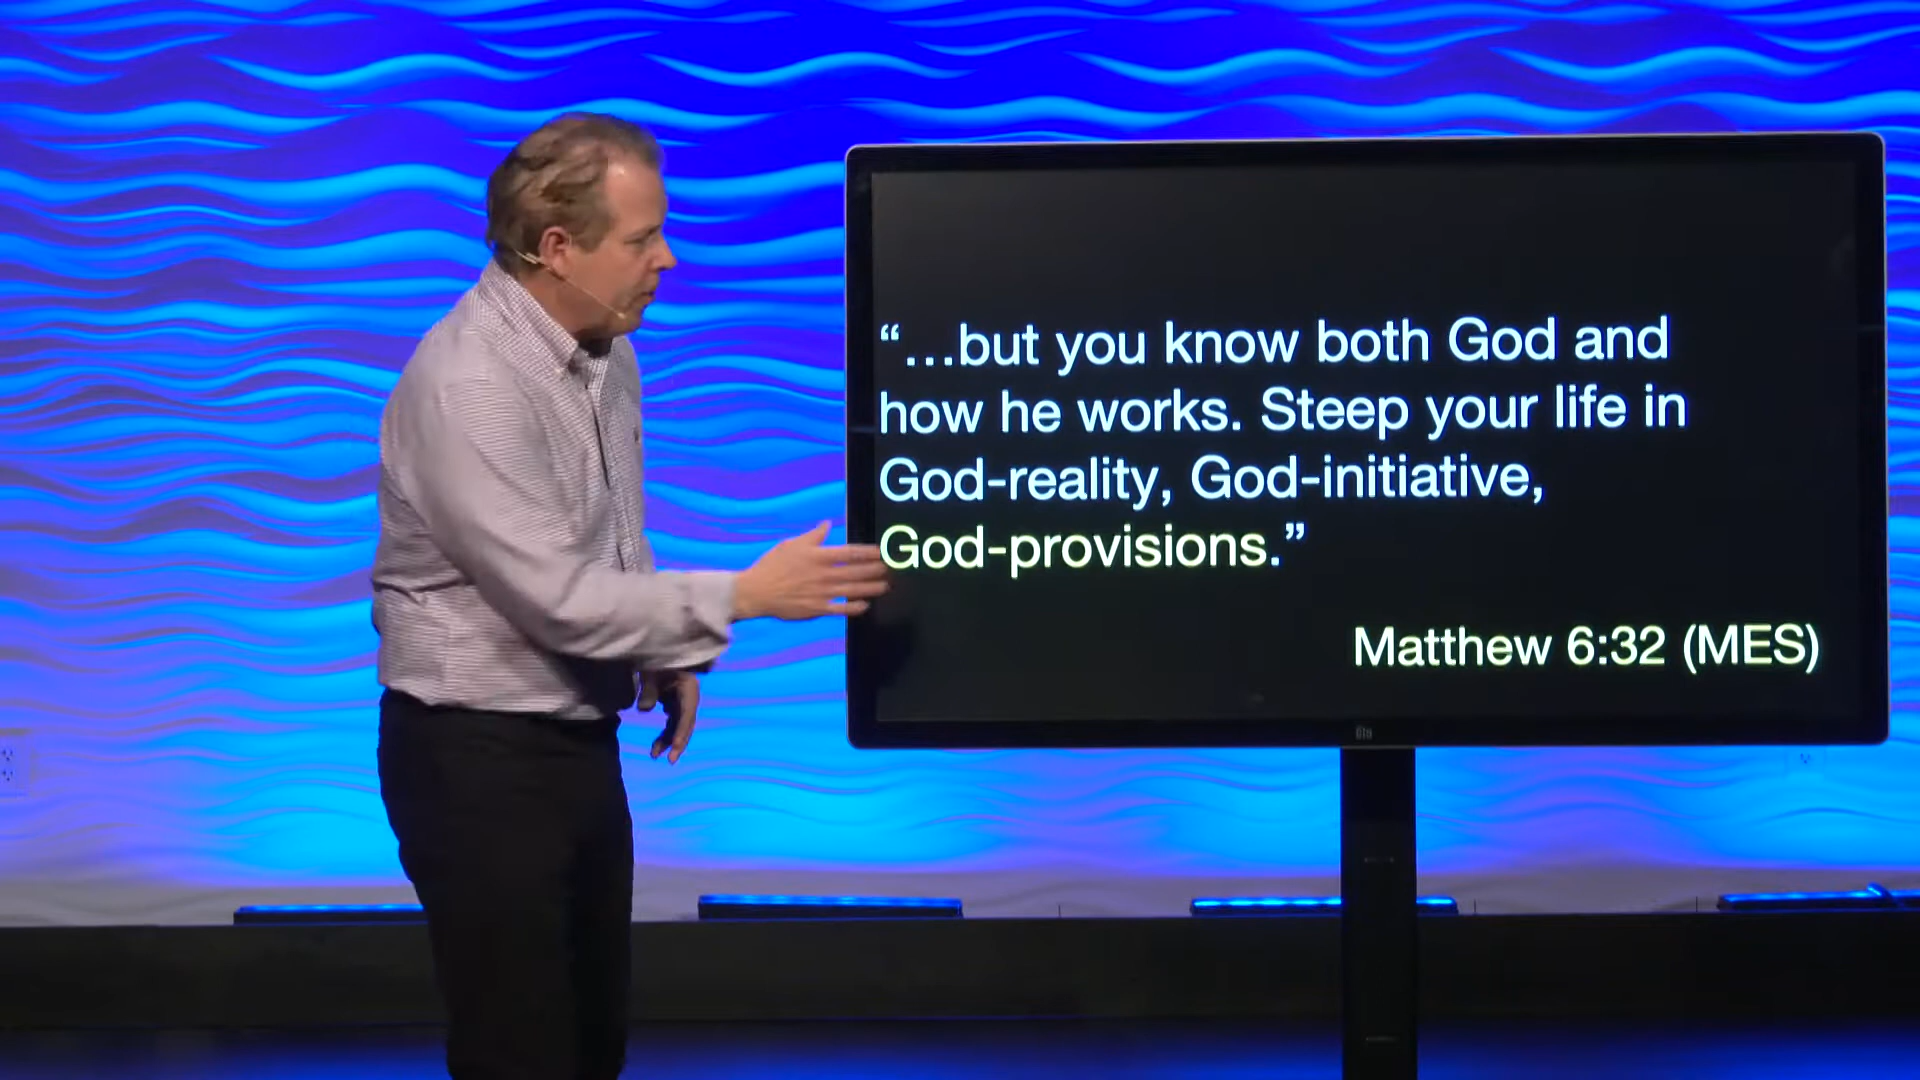 “…but you know both God and
how he works. Steep your life in
God-reality, God-initiative,
God-provisions.”
Matthew 6:32 (MES)
elo